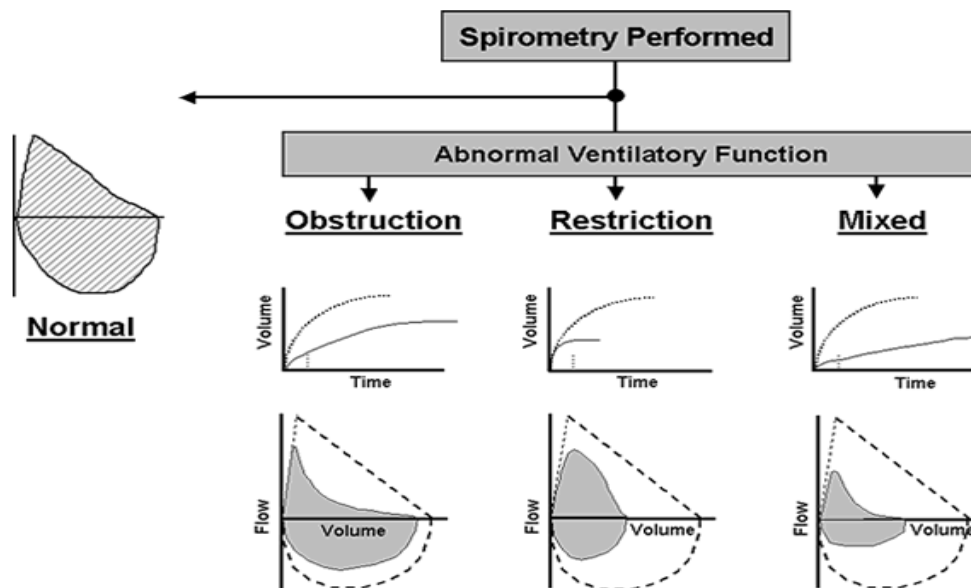 Spirometry Performed
Abnormal Ventilatory Function
Obstruction
Restriction
Mixed
Normal
Volume
Time
Volume
Time
Volume
Time
Flow
Volume
Flow
Volume
Flow
Volume